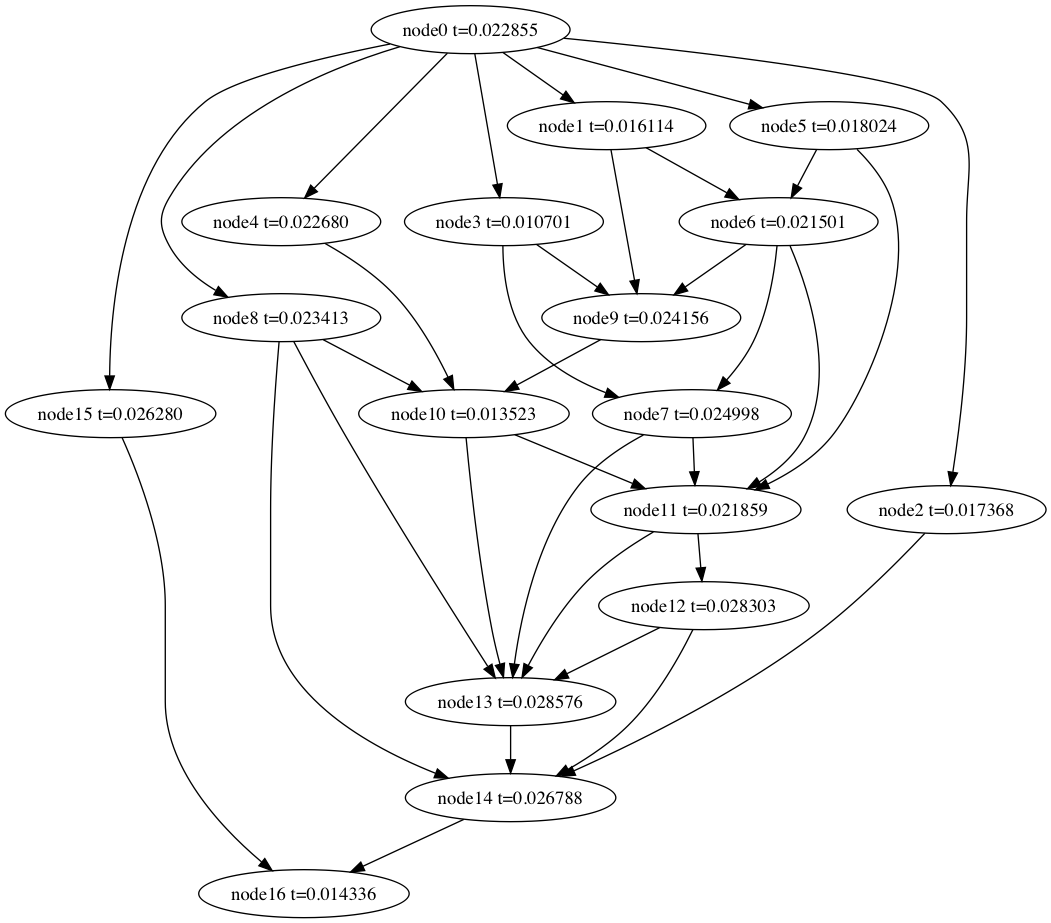 node0 t=0.022855
node1 t=0.016114
node5 t=0.018024
node4 t=0.022680
node3 t=0.010701
node6 t=0.021501
node8 t=0.023413
node9 t=0.024156
node15 t=0.026280
node10 t=0.013523
node7 t=0.024998
node11 t=0.021859
node2 t=0.017368
node12 t=0.028303
node13 t=0.028576
node14 t=0.026788
node16 t=0.014336